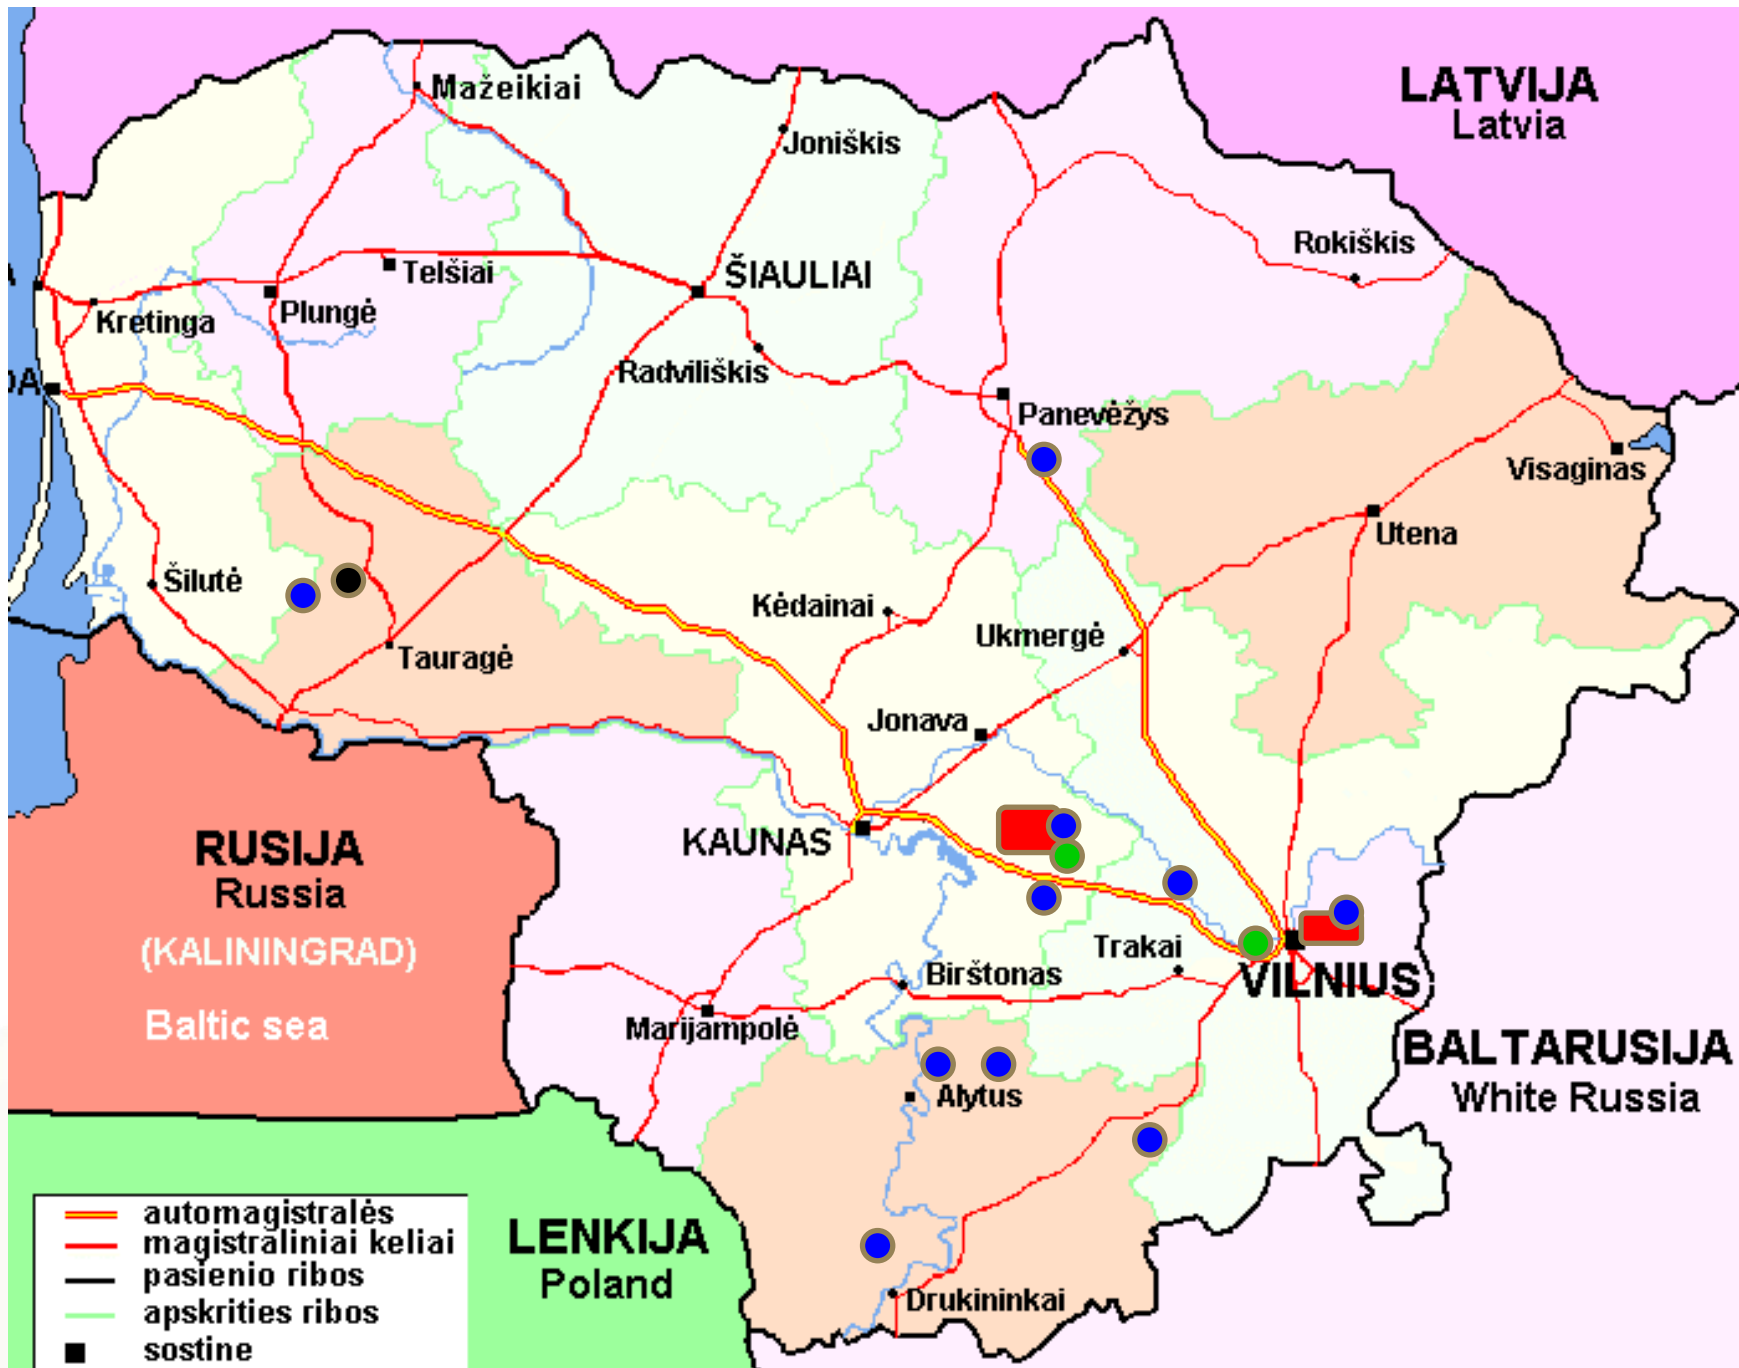 LATVIJA
Latvia
Mažeikiai
Joniškis
Rokiškis
Telšiai
ŠIAULIAI
Plungė
Kretinga
Radviliškis
DA
Panevėžys
Visaginas
Utena
Šilutė
Kėdainai
Ukmergė
Tauragė
Jonava
KAUNAS
RUSIJA
Russia
(KALININGRAD)
Baltic sea
Trakai
Birštonas
VILNIUS
Marijampolė
BALTARUSIJA
White Russia
Alytus
LENKIJA
Poland
Drukininkai
automagistralės
magistraliniai keliai
pasienio ribos
apskrities ribos
sostine